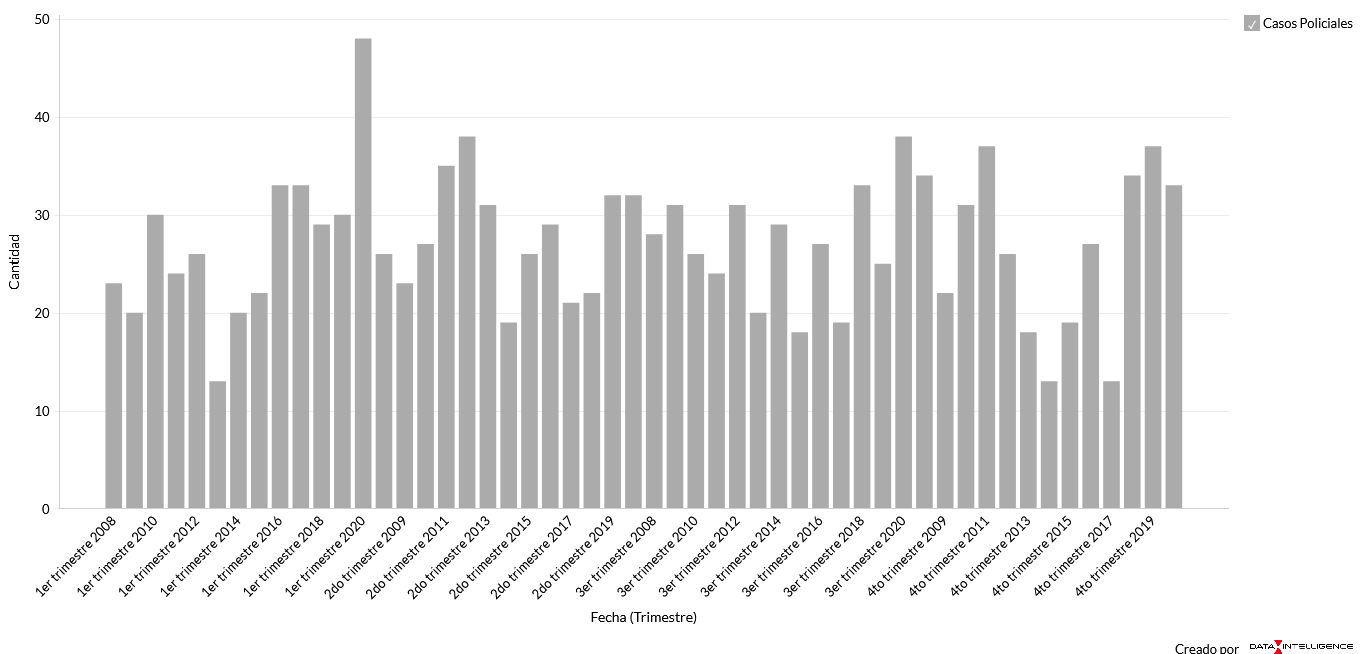 50
40
30
20
10
0
Cantidad
✓ Casos Policiales
1er trimestre 2008
1er trimestre 2010
1er trimestre 2012
1er trimestre 2014
1er trimestre 2016
1er trimestre 2018
1er trimestre 2020
2do trimestre 2009
2do trimestre 2011
2do trimestre 2013
2do trimestre 2015
2do trimestre 2017
2do trimestre 2019
3er trimestre 2008
3er trimestre 2010
3er trimestre 2012
3er trimestre 2014
3er trimestre 2016
3er trimestre 2018
3er trimestre 2020
4to trimestre 2009
4to trimestre 2011
4to trimestre 2013
4to trimestre 2015
4to trimestre 2017
4to trimestre 2019
Fecha (Trimestre)
Creado por DATA INTELLIGENCE